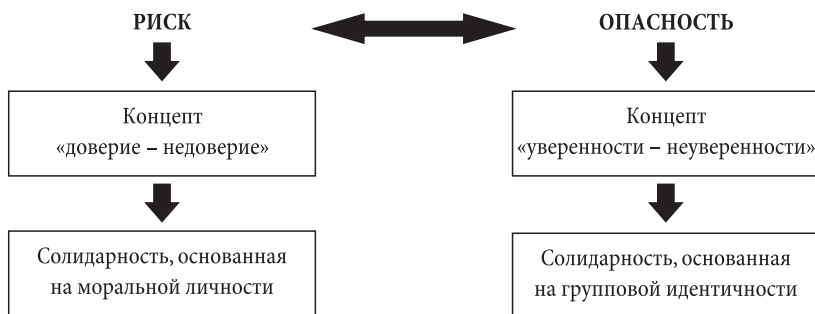 РИСК
ОПАСНОСТЬ
Концепт
«доверие – недоверие»
Концепт
«уверенности – неуверенности»
Солидарность, основанная
на моральной личности
Солидарность, основанная
на групповой идентичности